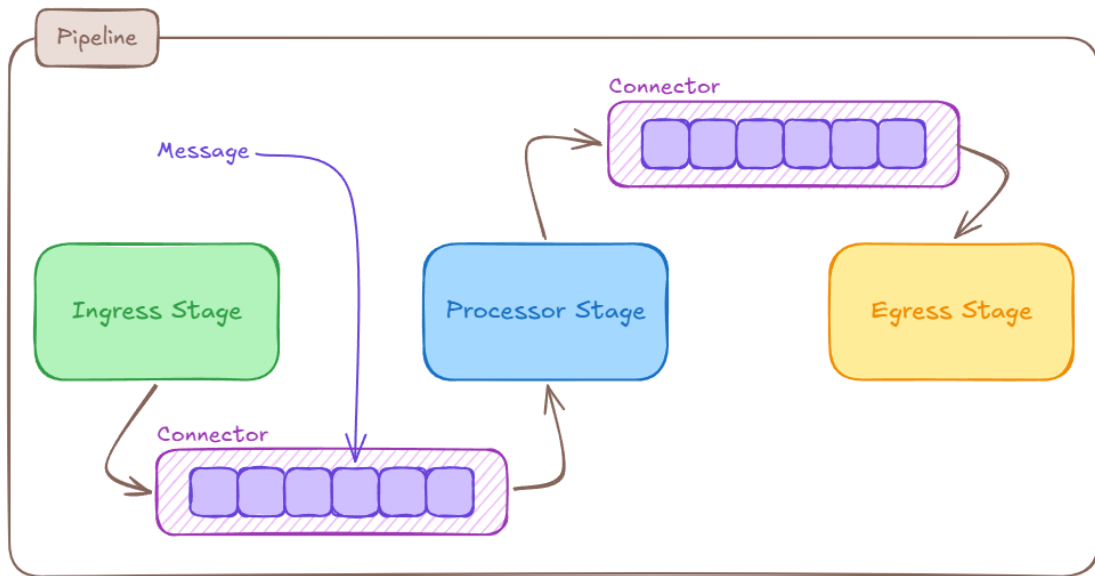 Pipeline
Connector
Message
Ingress Stage
Processor Stage
Egress Stage
Connector